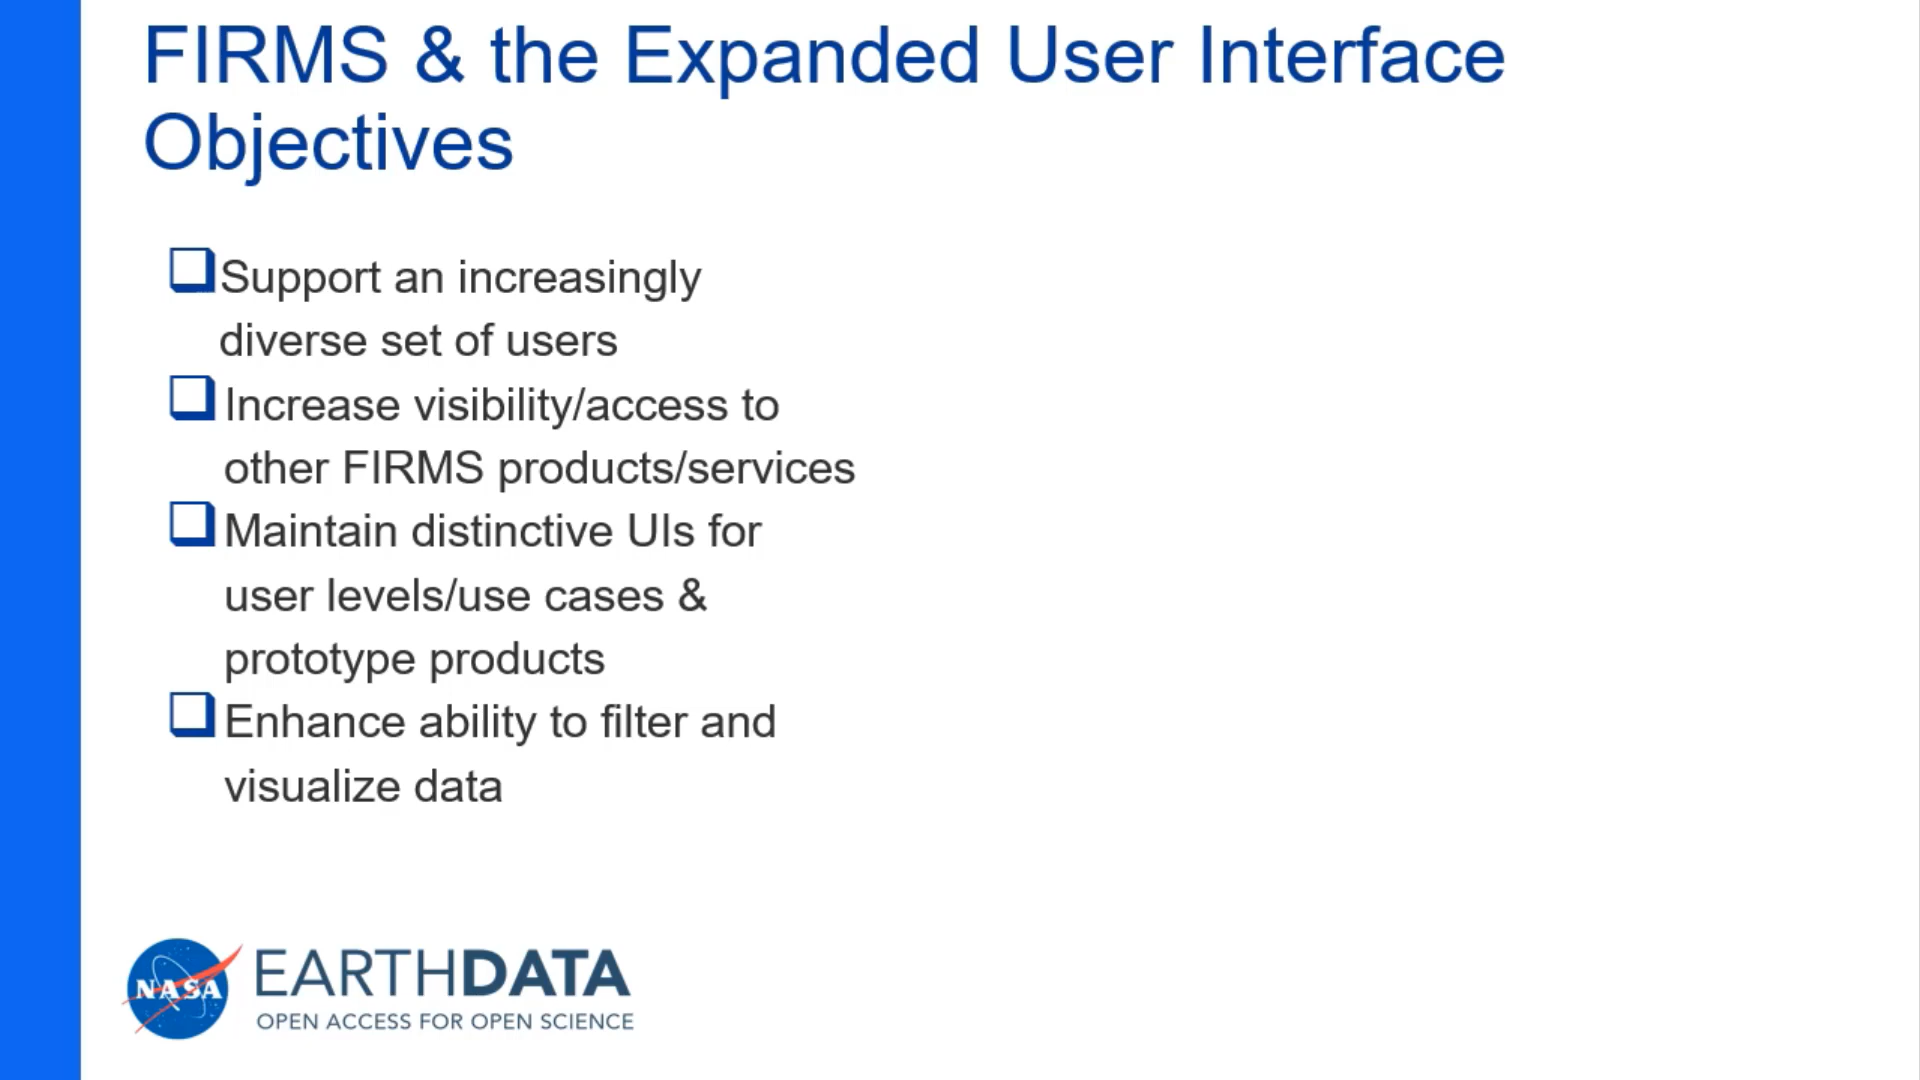 FIRMS & the Expanded User Interface
Objectives
Support an increasingly
diverse set of users
Increase visibility/access to
other FIRMS products/services
Maintain distinctive UIs for
user levels/use cases &
prototype products
Enhance ability to filter and
visualize data
NASA
EARTHDATA
OPEN ACCESS FOR OPEN SCIENCE